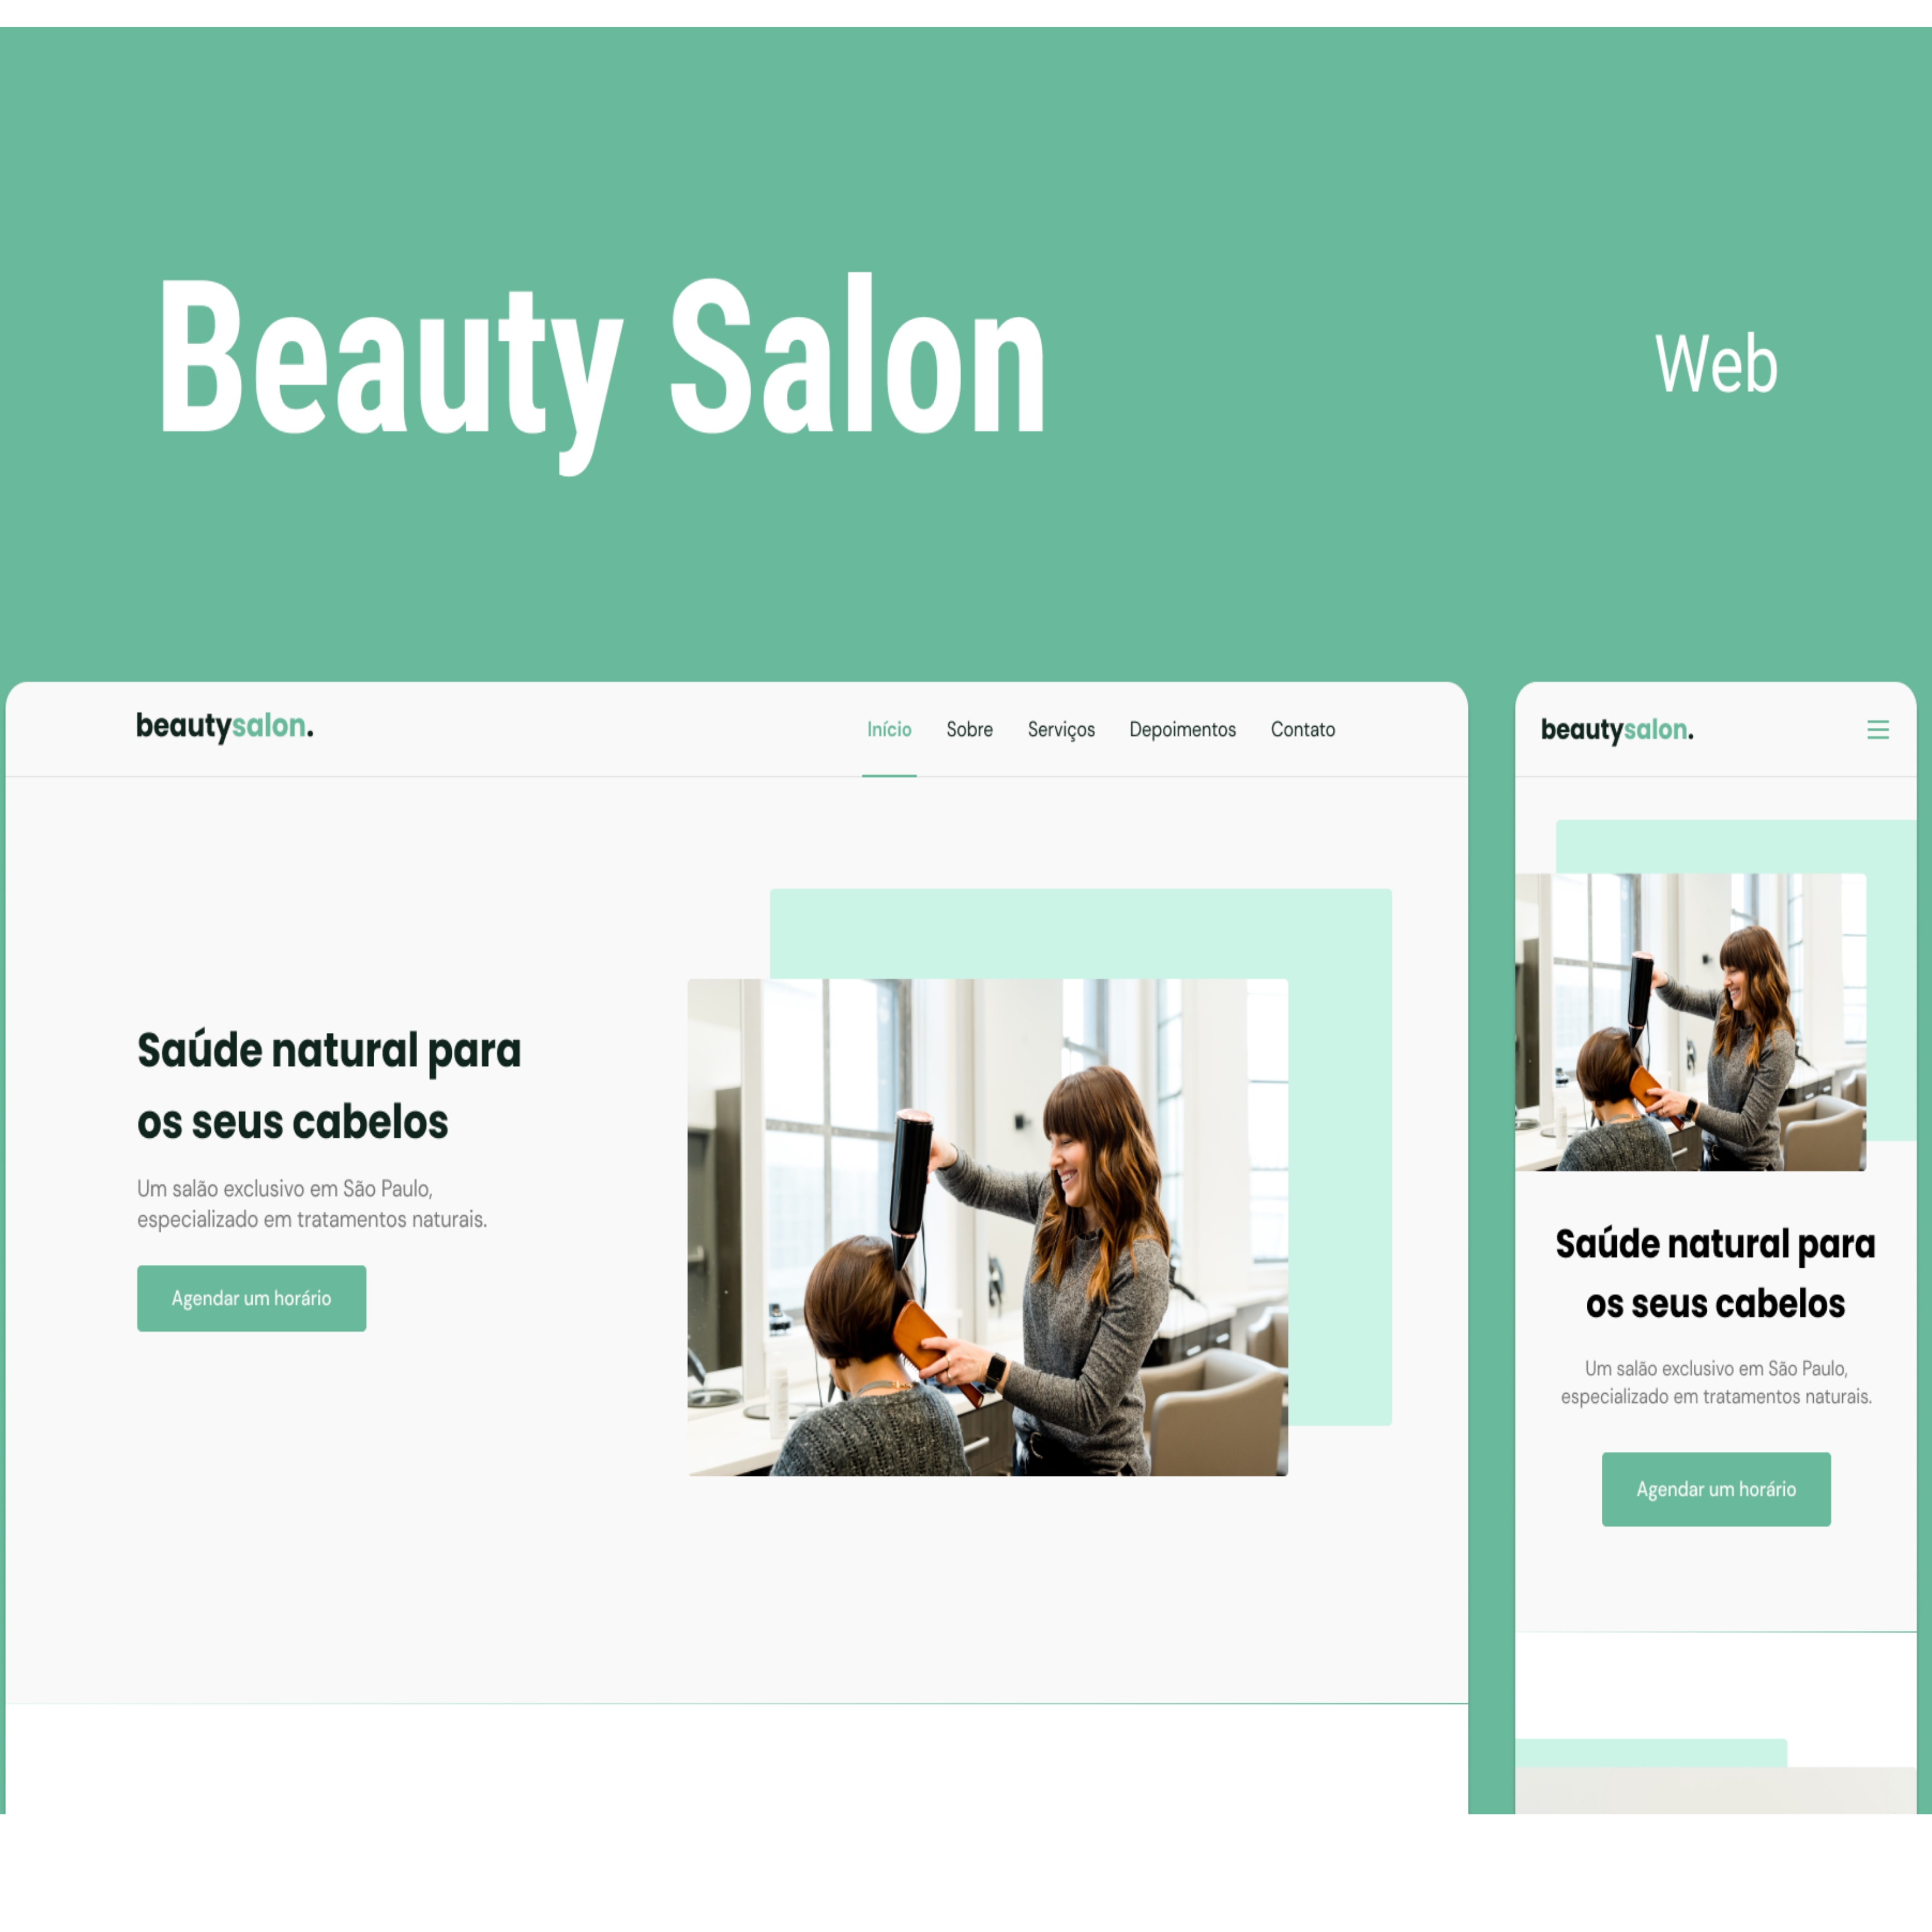 Beauty Salon
Web
beautysalon.
Início Sobre Serviços Depoimentos Contato
Saúde natural para
os seus cabelos
Um salão exclusivo em São Paulo,
especializado em tratamentos naturais.
Agendar um horário
beautysalon.
Saúde natural para
os seus cabelos
Um salão exclusivo em São Paulo,
especializado em tratamentos naturais.
Agendar um horário